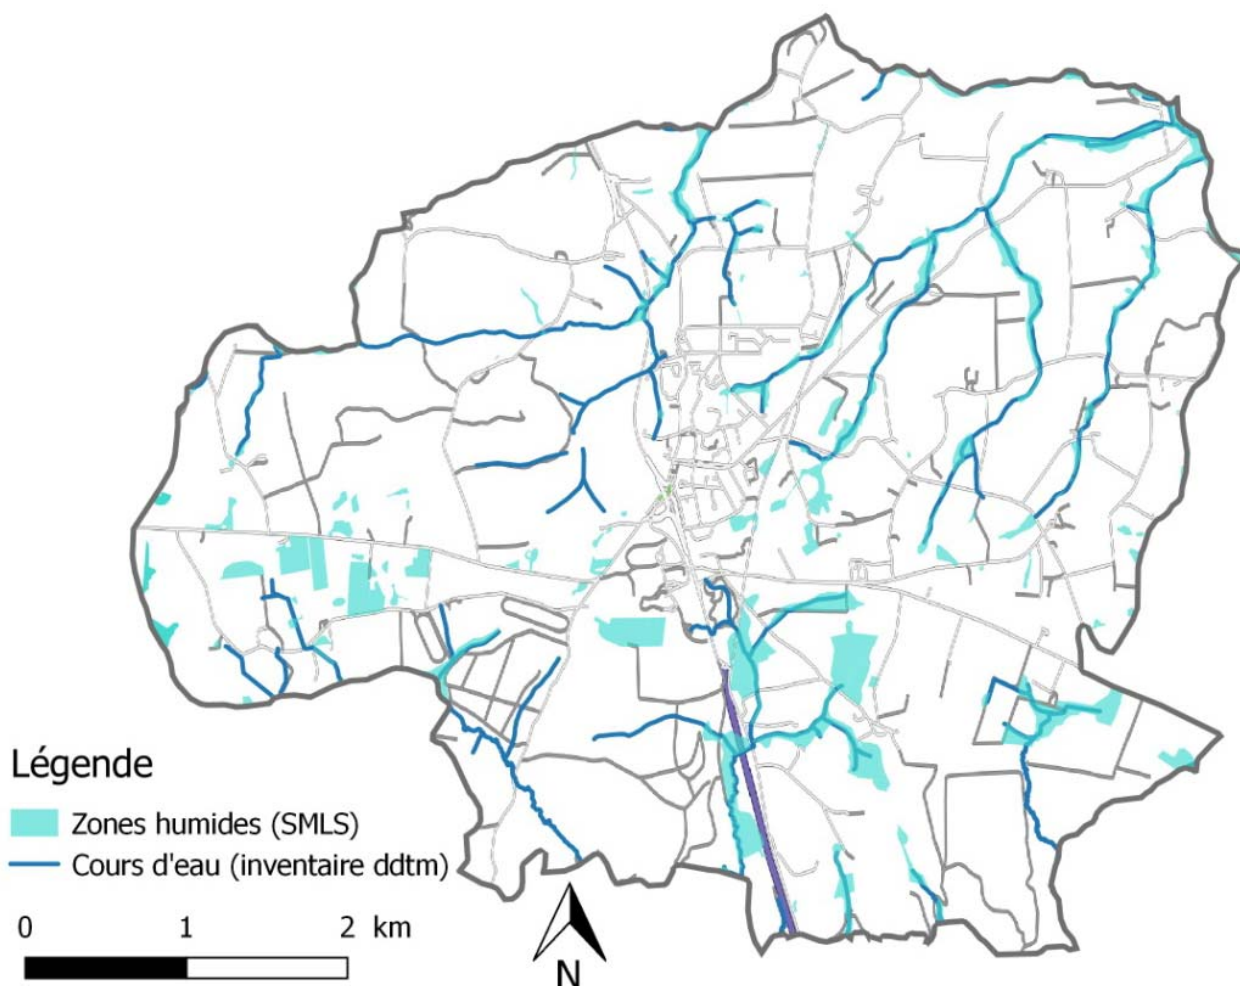 Légende
Zones humides (SMLS)
Cours d'eau (inventaire ddtm)
0 1 2 km
N